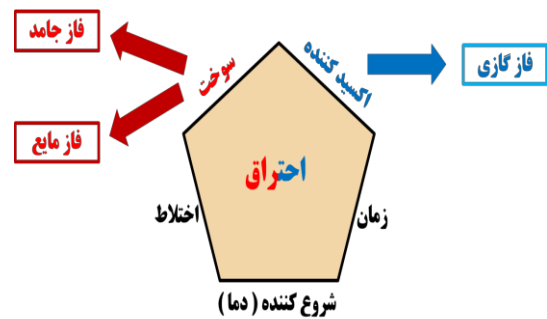 فاز جامد
سوخت
اکسید کننده
فاز گازی
فاز مایع
احتراق
اختلاط
زمان
شروع کننده ( دما )